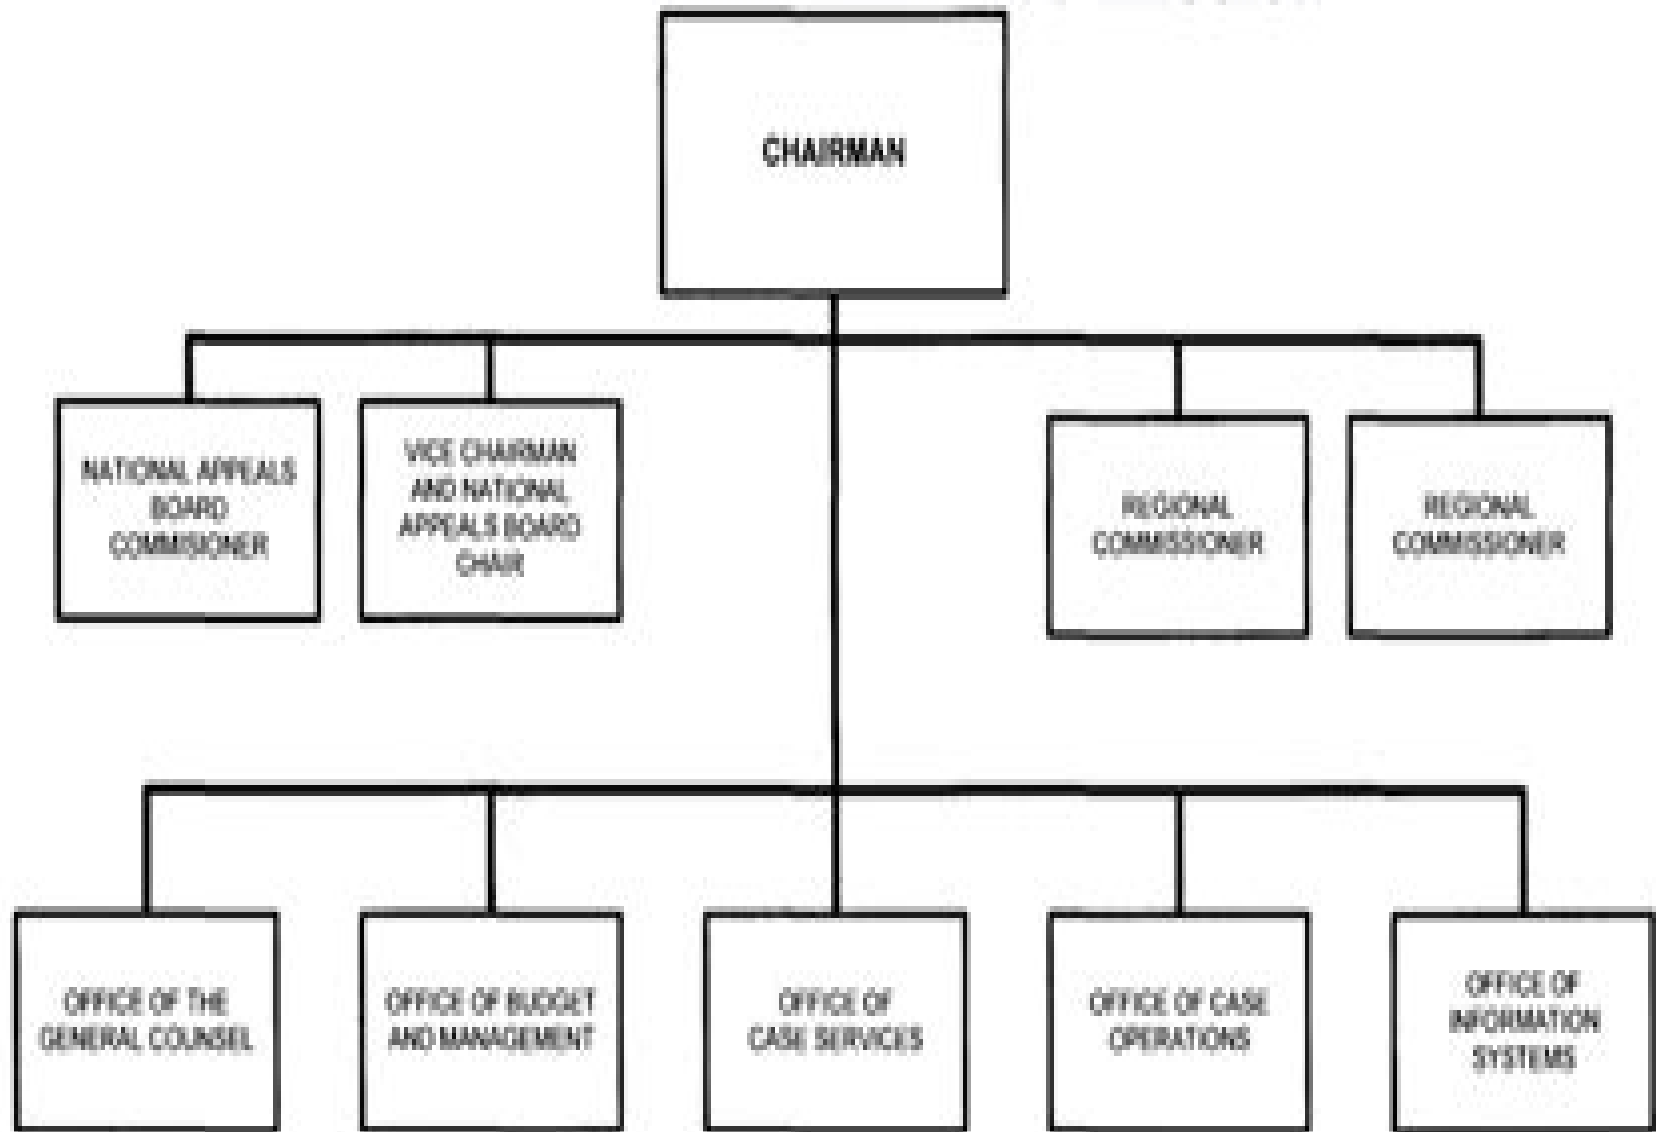 CHAIRMAN
NATIONAL APPEALS
BOARD
COMMISIONER
VICE CHAIRMAN
AND NATIONAL
APPEALS BOARD
CHAIR
REGIONAL
COMMISSIONER
REGIONAL
COMMISSIONER
OFFICE OF THE
GENERAL COUNSEL
OFFICE OF BUDGET
AND MANAGEMENT
OFFICE OF
CASE SERVICES
OFFICE OF CASE
OPERATIONS
OFFICE OF
INFORMATION
SYSTEMS